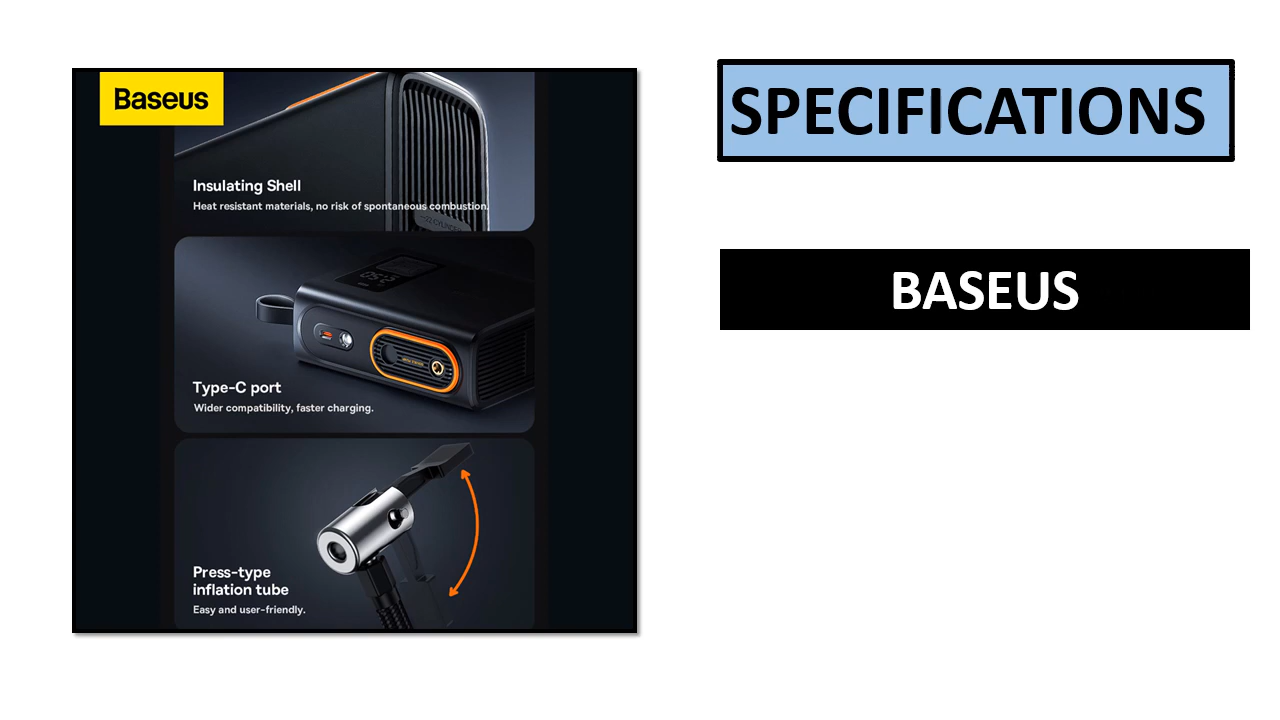 Baseus
Insulating Shell
Heat resistant materials, no risk of spontaneous combustion.
Type-C port
Wider compatibility, faster charging.
Press-type
inflation tube
Easy and user-friendly.
SPECIFICATIONS
BASEUS